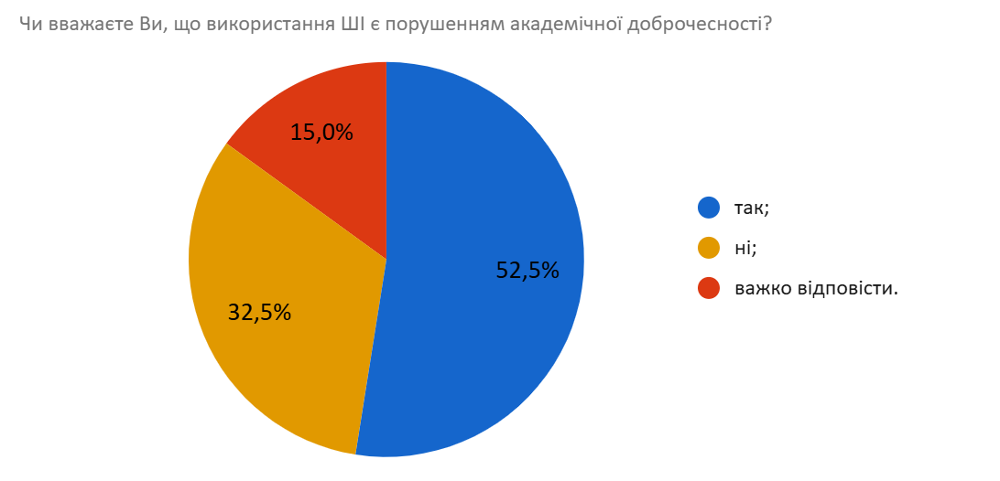 Чи вважаєте Ви, що використання ШІ є порушенням академічної доброчесності?
15,0%
52,5%
32,5%
так;
ні;
важко відповісти.